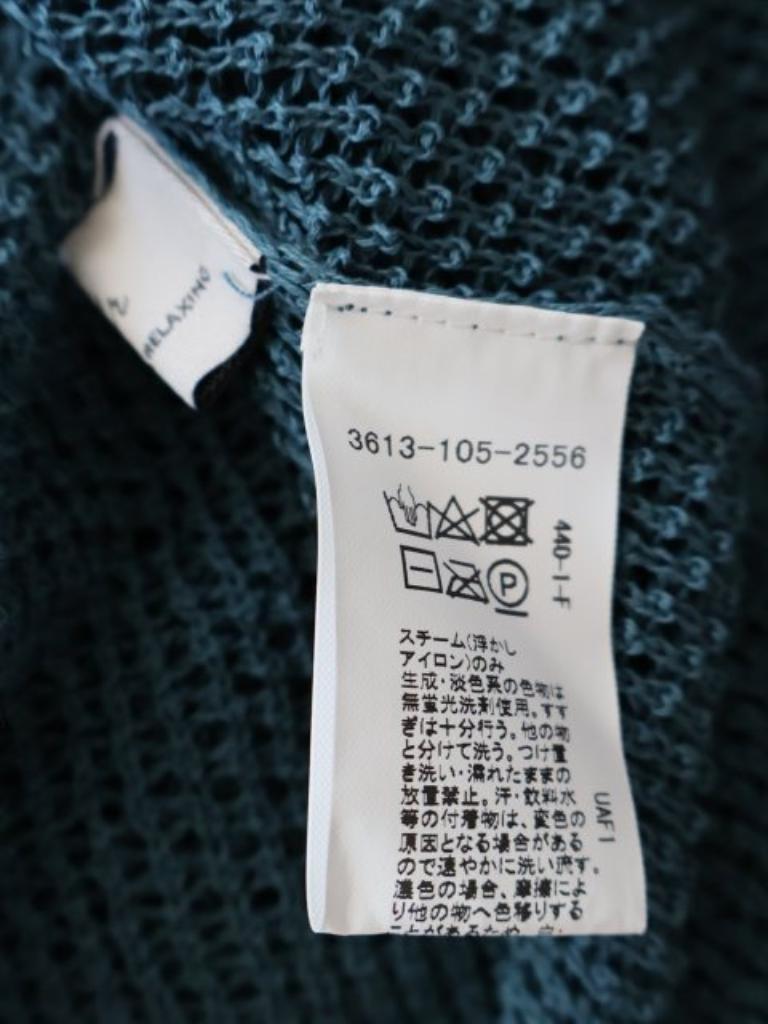 RELAXING
3613-105-2556
440-1-F
P
スチーム(浮かし
アイロン)のみ
生成・淡色系の色物は
無蛍光洗剤使用。すす
ぎは十分行う。他の物
と分けて洗う。つけ置
き洗い・濡れたままの
放置禁止。汗・飲料水
等の付着物は、変色の
原因となる場合がある
ので速やかに洗い流す。
濃色の場合、摩擦によ
り他の物へ色移りする
UAF1